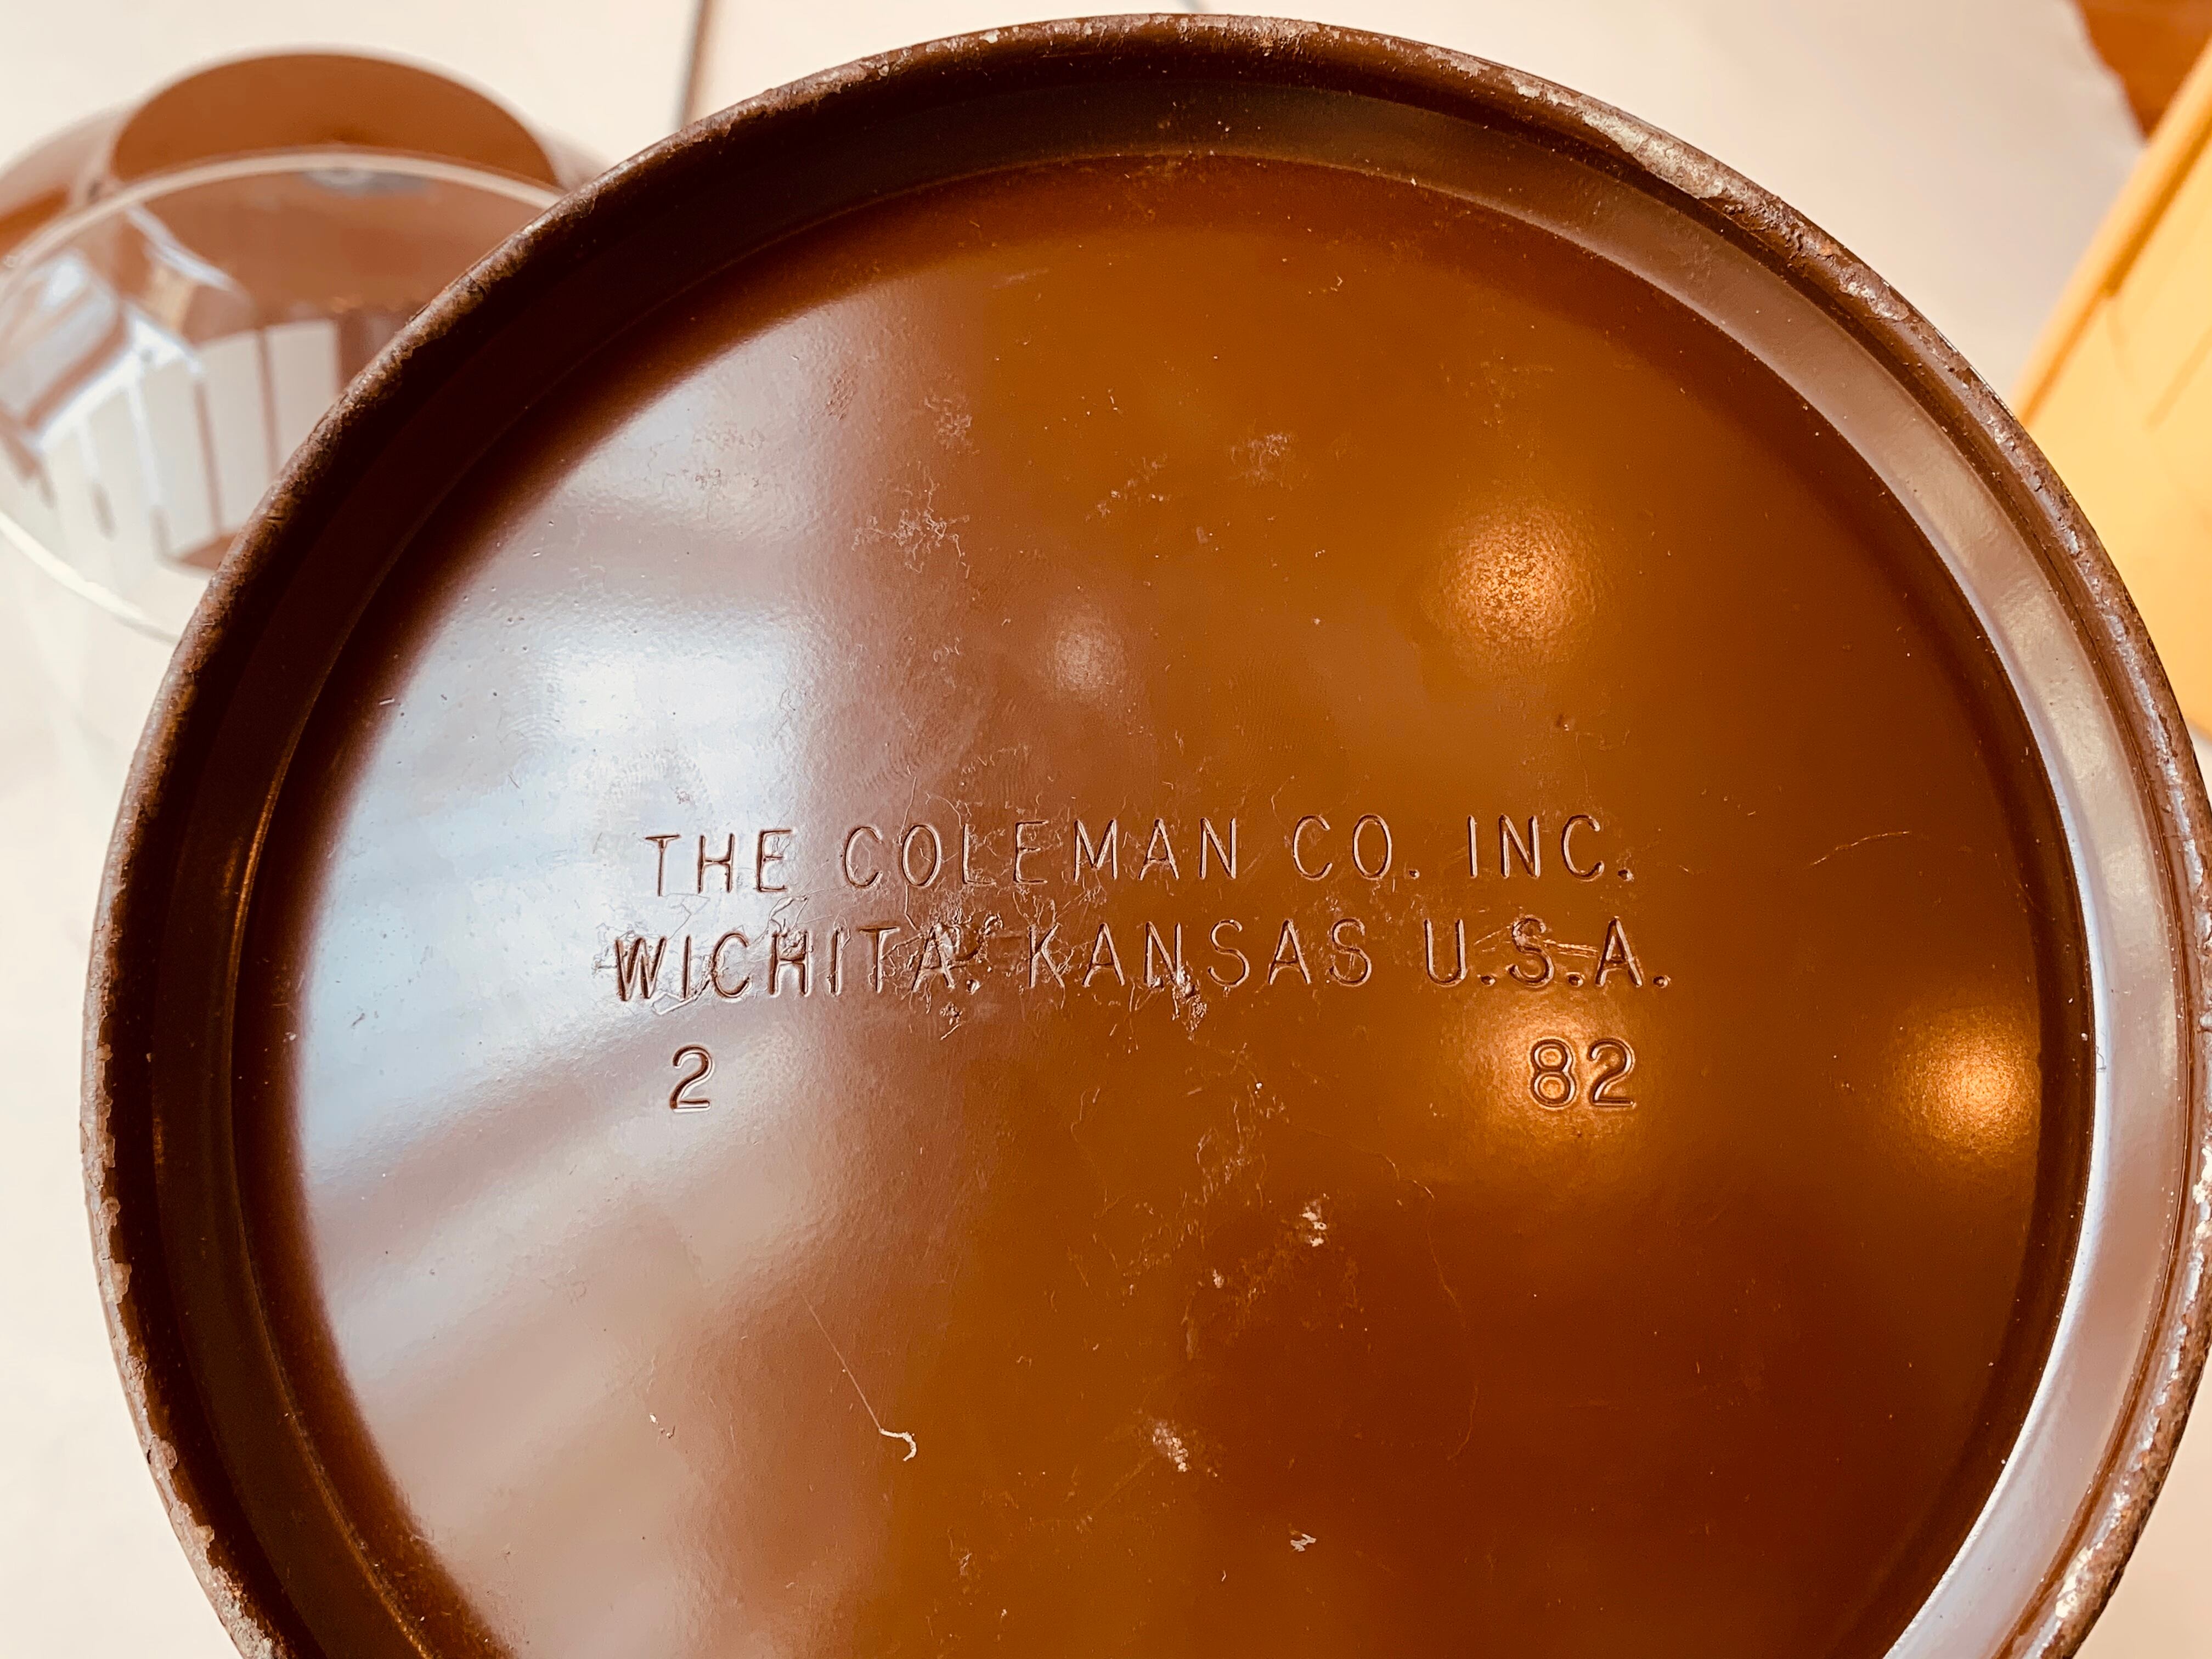 THE COLEMAN CO. INC.
WICHITA, KANSAS U.S.A.
2 82